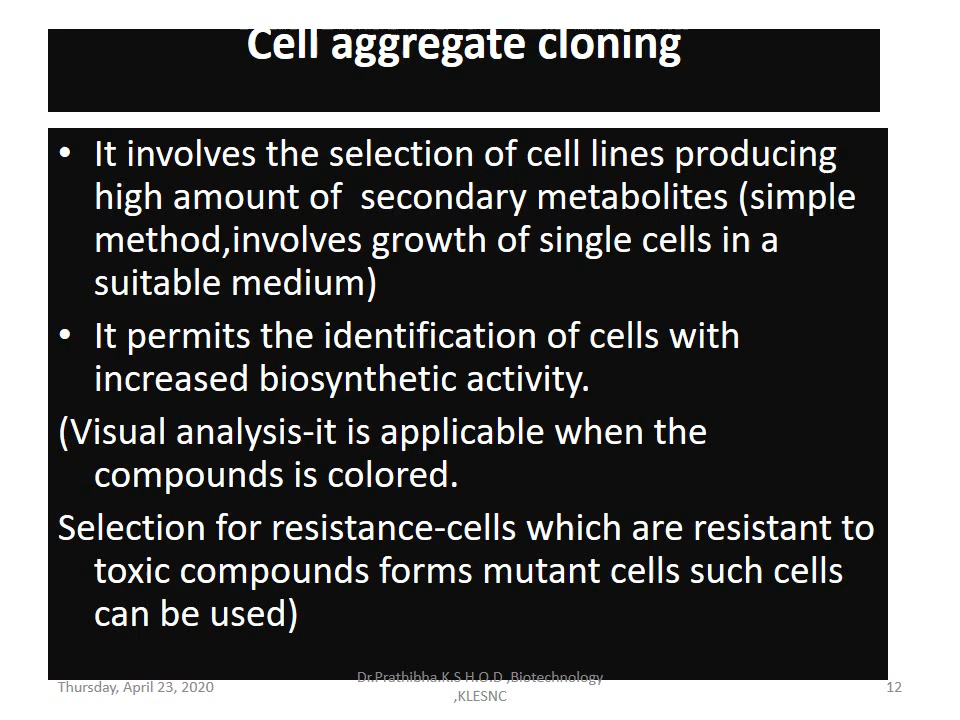 Cell aggregate cloning
• It involves the selection of cell lines producing
high amount of  secondary metabolites (simple
method,involves growth of single cells in a
suitable medium)
• It permits the identification of cells with
increased biosynthetic activity.
(Visual analysis-it is applicable when the
compounds is colored.
Selection for resistance-cells which are resistant to
toxic compounds forms mutant cells such cells
can be used)
Thursday, April 23, 2020
Dr.Prathibha.K.S H.O.D ,Biotechnology
,KLESNC
12